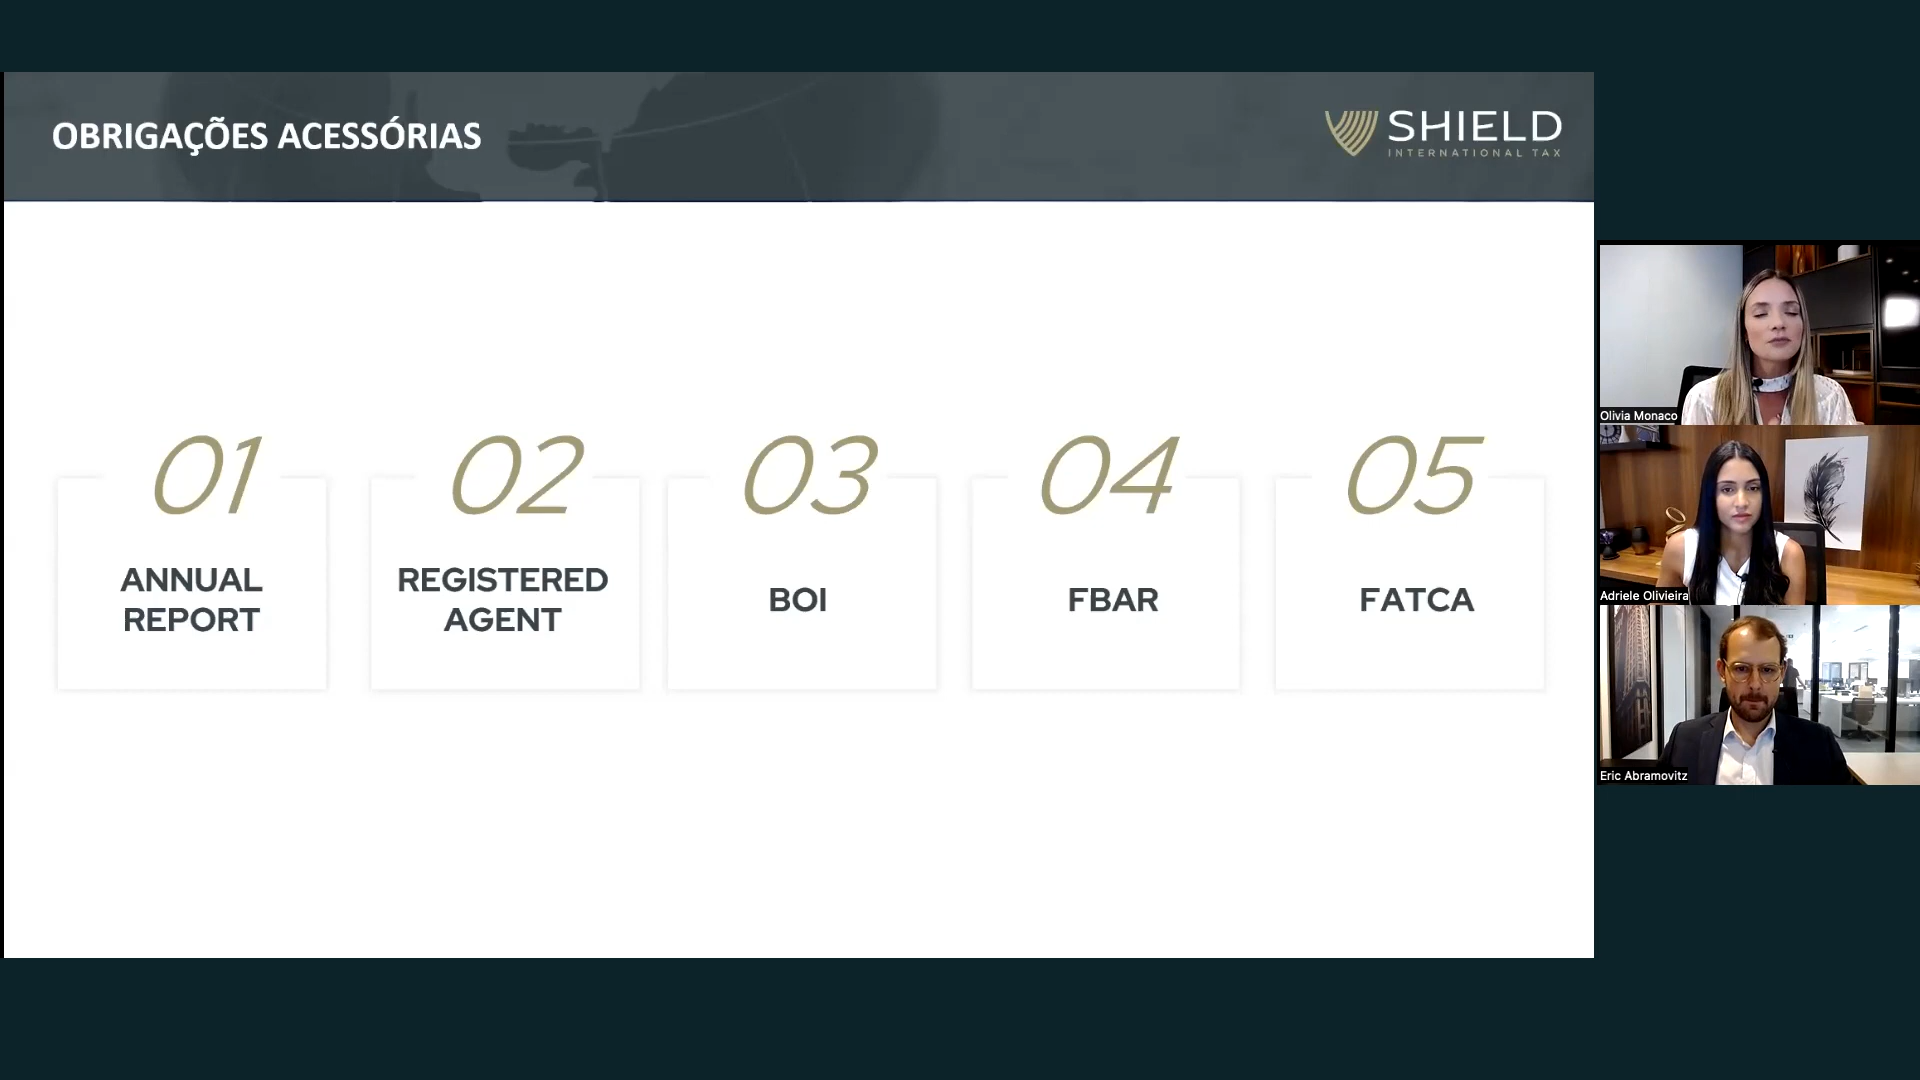 OBRIGAÇÕES ACESSÓRIAS
SHIELD
INTERNATIONAL TAX
01
ANNUAL
REPORT
02
REGISTERED
AGENT
03
BOI
04
FBAR
05
FATCA
Olivia Monaco
Adriele Olivieira
Eric Abramovitz